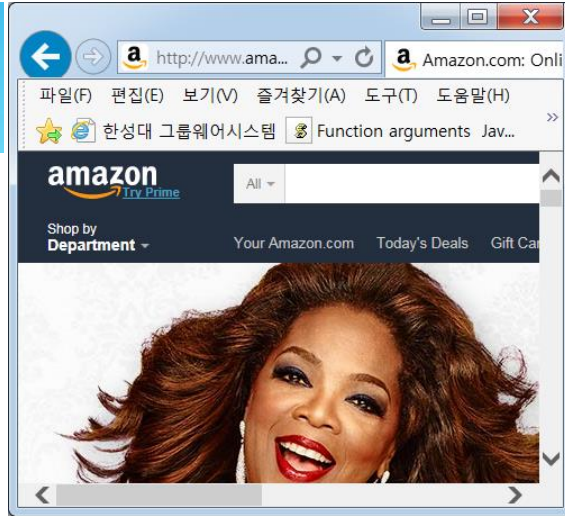 http://www.ama...
Amazon.com: Onli
파일(F) 편집(E) 보기(V) 즐겨찾기(A) 도구(T) 도움말(H)
한성대 그룹웨어시스템 Function arguments Jav...
amazon
Try Prime
All
Shop by
Department
Your Amazon.com Today's Deals Gift Car